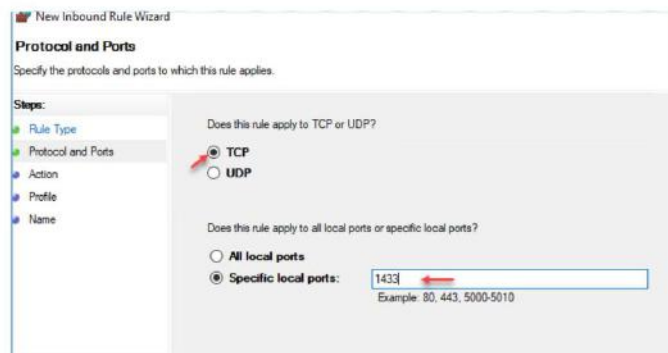 New Inbound Rule Wizard
Protocol and Ports
Specify the protocols and ports to which this rule applies.
Steps:
Rule Type
Protocol and Ports
Action
Profile
Name
Does this rule apply to TCP or UDP?
TCP
UDP
Does this rule apply to all local ports or specific local ports?
All local ports
Specific local ports:
1433
Example: 80, 443, 5000-5010